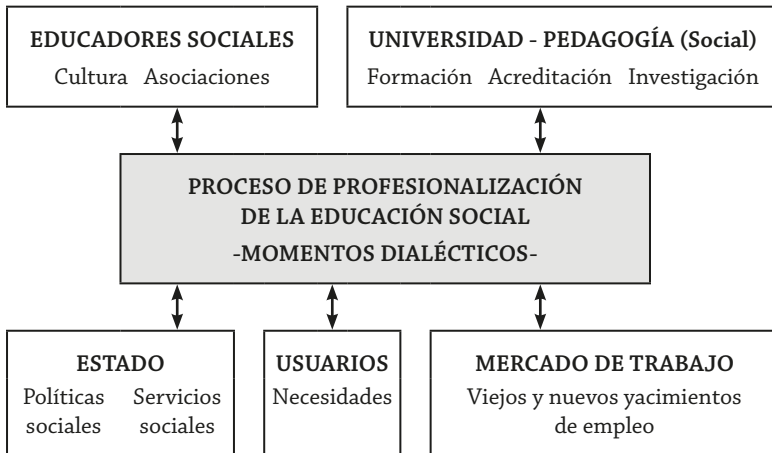 EDUCADORES SOCIALES
Cultura Asociaciones
UNIVERSIDAD - PEDAGOGÍA (Social)
Formación Acreditación Investigación
PROCESO DE PROFESIONALIZACIÓN
DE LA EDUCACIÓN SOCIAL
-MOMENTOS DIALÉCTICOS-
ESTADO
Políticas Servicios
sociales sociales
USUARIOS
Necesidades
MERCADO DE TRABAJO
Viejos y nuevos yacimientos
de empleo